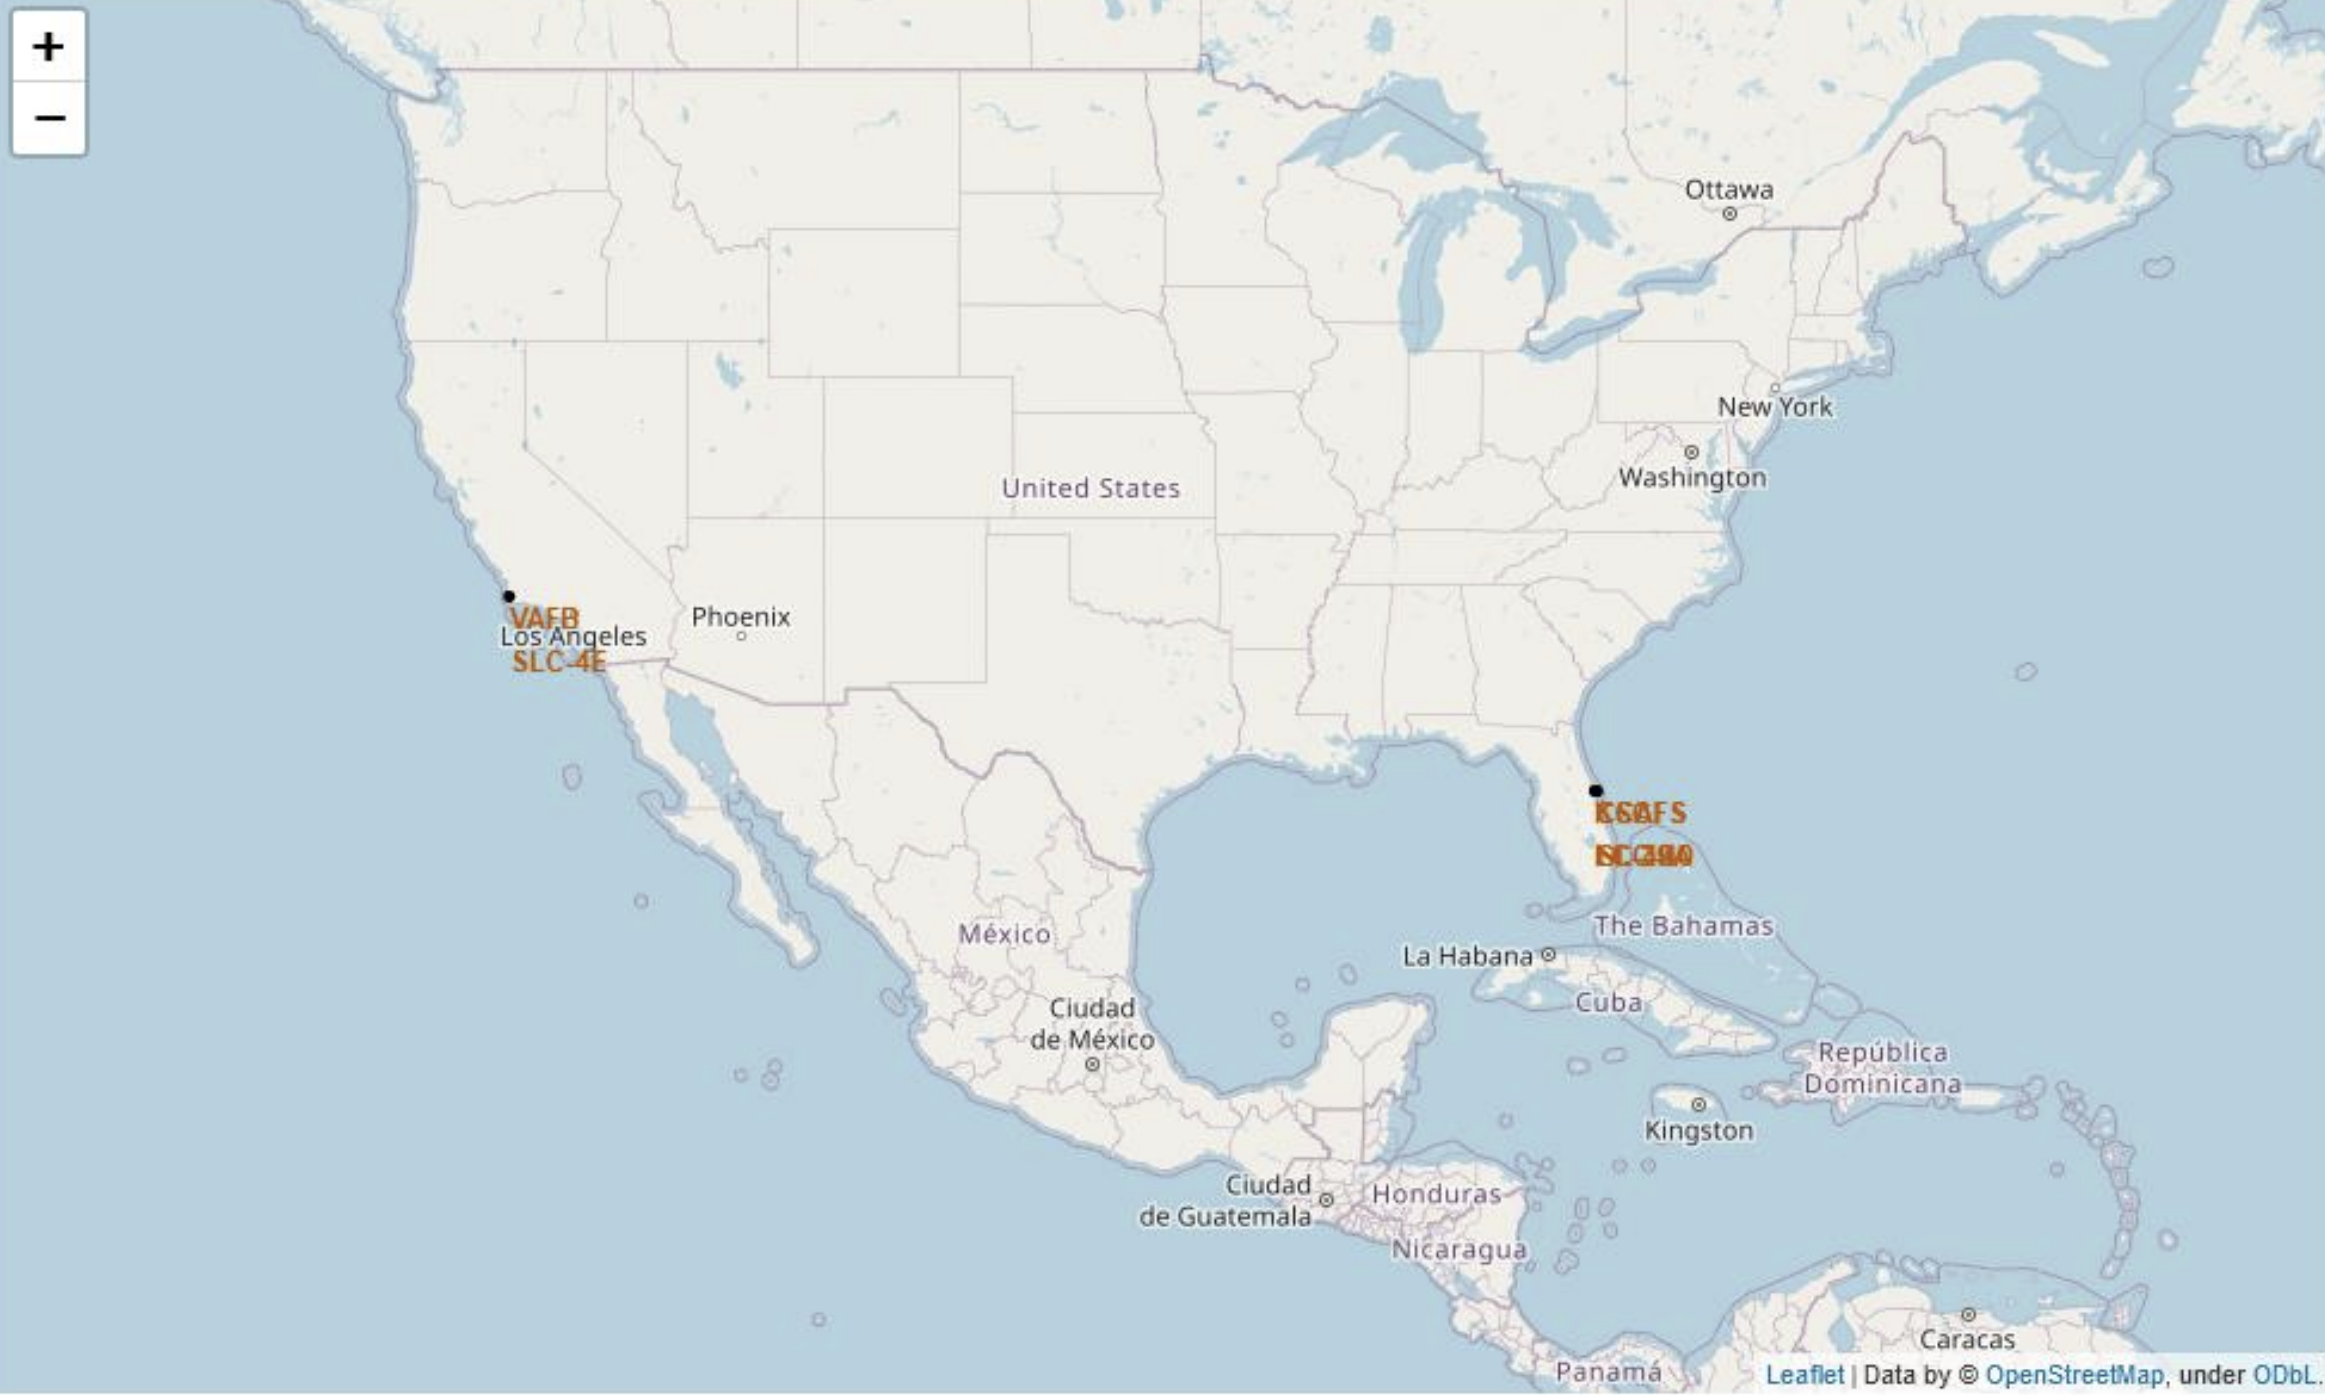 +
−
Ottawa
New York
Washington
United States
VAFB
Los Angeles
SLC-4E
Phoenix
México
The Bahamas
La Habana
Cuba
Ciudad
de México
República
Dominicana
Kingston
Ciudad
de Guatemala
Honduras
Nicaragua
Caracas
Panamá
Leaflet | Data by © OpenStreetMap, under ODbL.